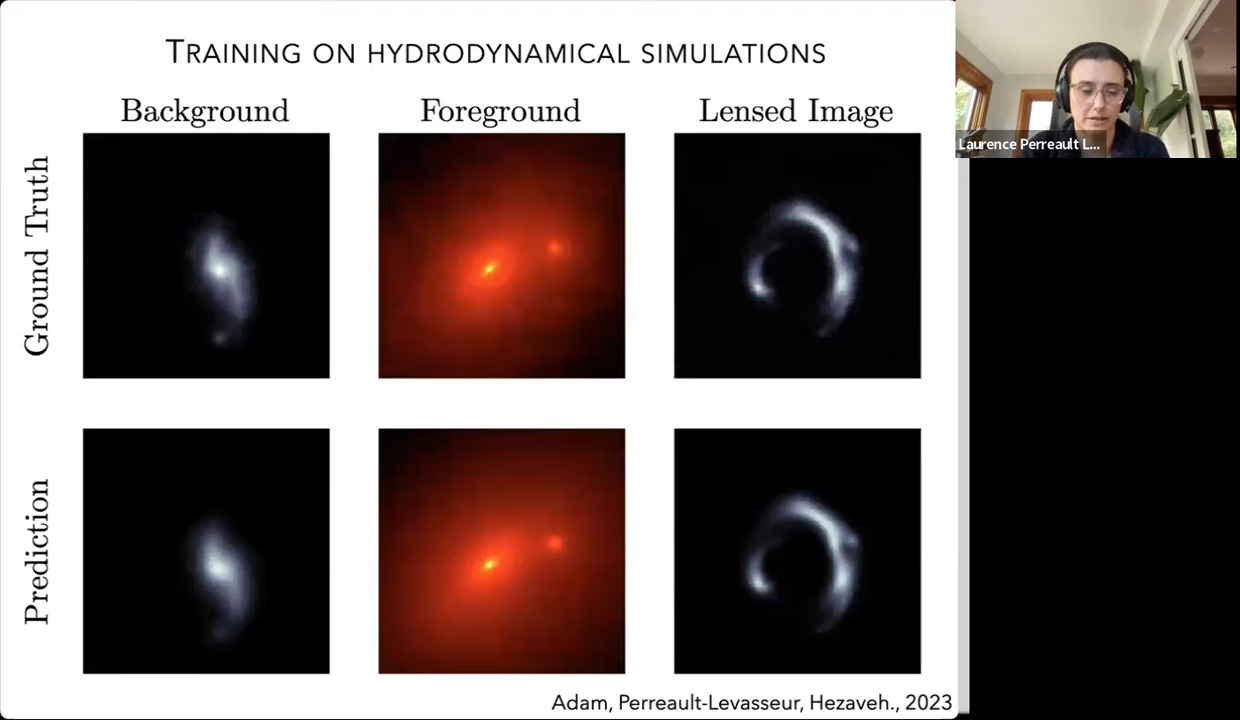 TRAINING ON HYDRODYNAMICAL SIMULATIONS
Background
Foreground
Lensed Image
Ground Truth
Prediction
Adam, Perreault-Levasseur, Hezaveh., 2023
Laurence Perreault L...